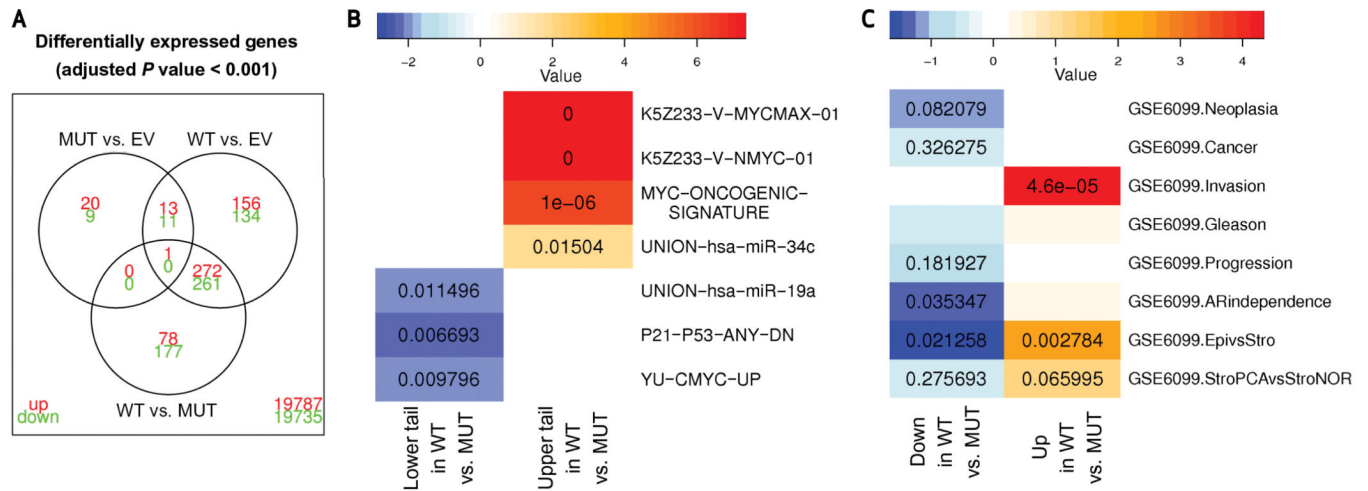 A
Differentially expressed genes
(adjusted P value < 0.001)
MUT vs. EV
WT vs. EV
20
9
13
11
156
134
1
0
0
0
272
261
78
177
WT vs. MUT
up
down
19787
19735
B
−2
0
2
4
6
Value
0
K5Z233−V−MYCMAX−01
0
K5Z233−V−NMYC−01
1e−06
MYC−ONCOGENIC−
SIGNATURE
0.01504
UNION−hsa−miR−34c
0.011496
UNION−hsa−miR−19a
0.006693
P21−P53−ANY−DN
0.009796
YU−CMYC−UP
Lower tail
in WT
vs. MUT
Upper tail
in WT
vs. MUT
C
−1
0
1
2
3
4
Value
0.082079
GSE6099.Neoplasia
0.326275
GSE6099.Cancer
4.6e−05
GSE6099.Invasion
GSE6099.Gleason
0.181927
GSE6099.Progression
0.035347
GSE6099.ARindependence
0.021258
0.002784
GSE6099.EpivsStro
0.275693
0.065995
GSE6099.StroPCAvsStroNOR
Down
in WT
vs. MUT
Up
in WT
vs. MUT